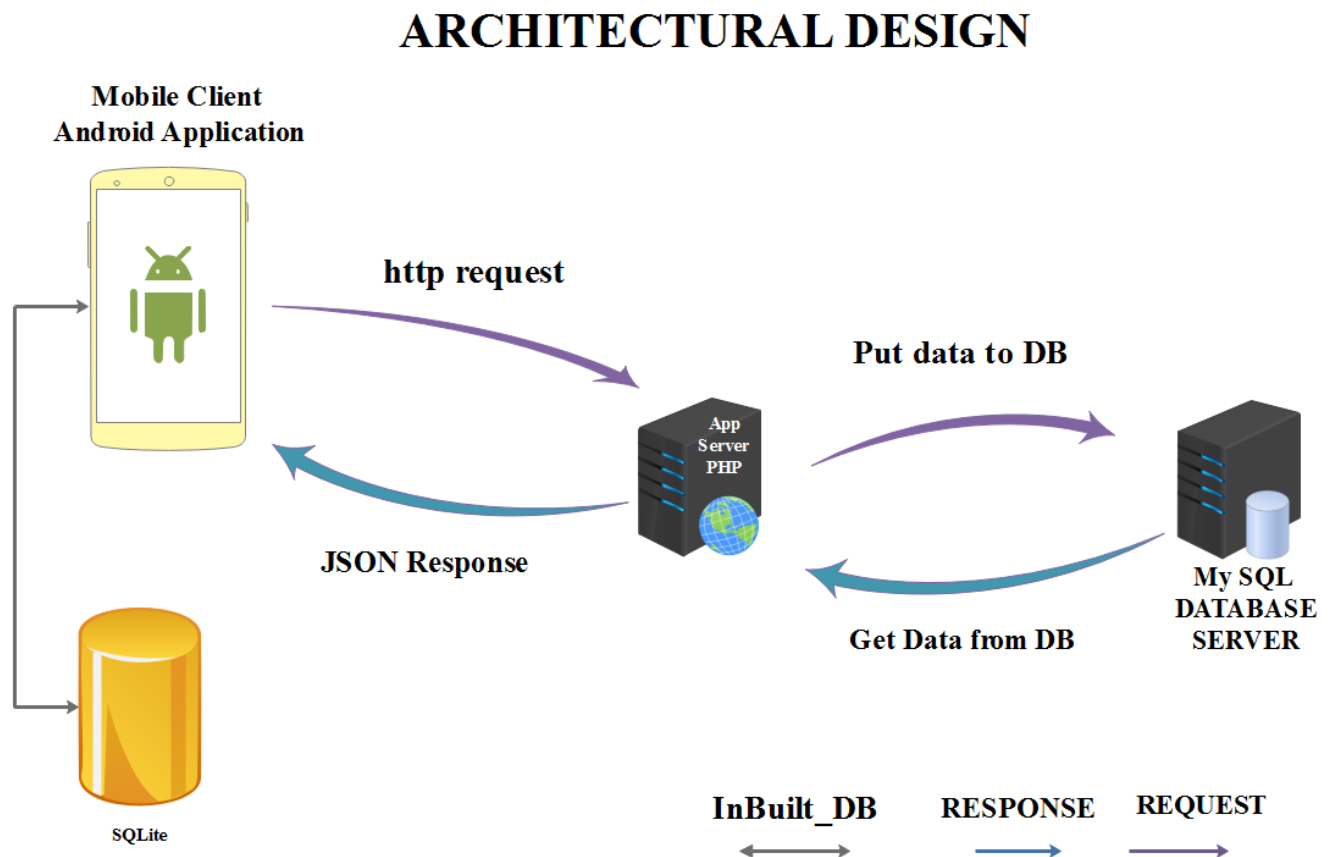 ARCHITECTURAL DESIGN
Mobile Client
Android Application
http request
Put data to DB
App
Server
PHP
JSON Response
My SQL
DATABASE
SERVER
Get Data from DB
SQLite
InBuilt_DB
RESPONSE
REQUEST